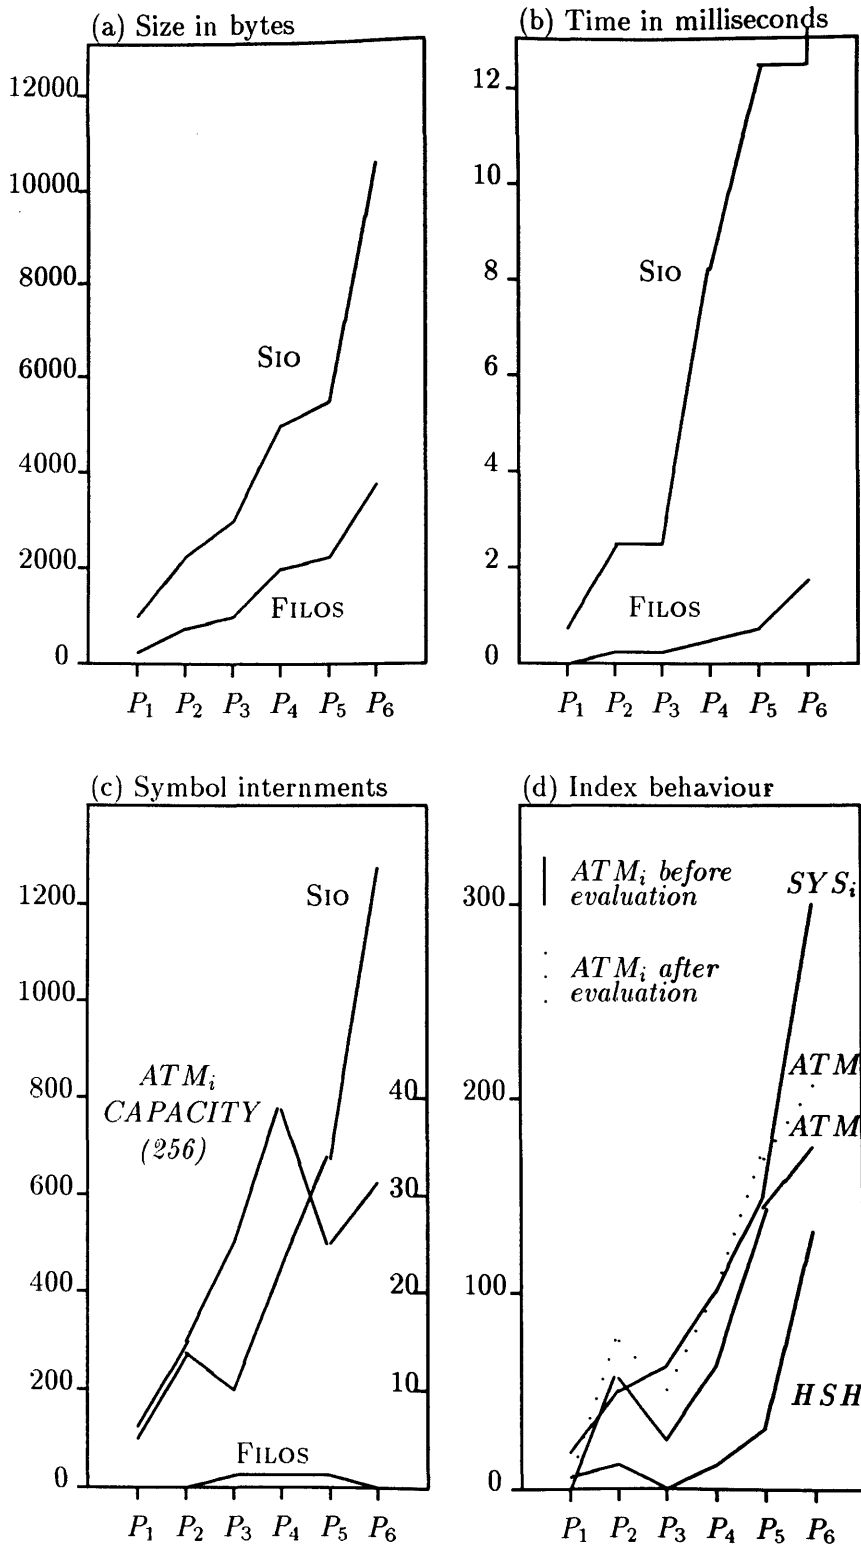 (a) Size in bytes
12000
10000
8000
6000
4000
2000
0
SIO
FILOS
P1 P2 P3 P4 P5 P6
(b) Time in milliseconds
12
10
8
6
4
2
0
SIO
FILOS
P1 P2 P3 P4 P5 P6
(c) Symbol internments
1200
1000
800
600
400
200
0
SIO
ATMi
CAPACITY
(256)
40
30
20
10
FILOS
P1 P2 P3 P4 P5 P6
(d) Index behaviour
300
200
100
0
ATMi before
evaluation
ATMi after
evaluation
SYSi
ATM
ATM
HSH
P1 P2 P3 P4 P5 P6